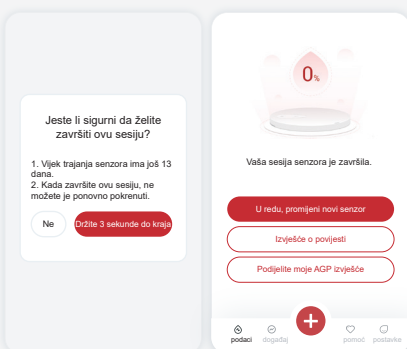 Jeste li sigurni da želite
završiti ovu sesiju?
1. Vijek trajanja senzora ima još 13
dana.
2. Kada završite ovu sesiju, ne
možete je ponovno pokrenuti.
Ne
Držite 3 sekunde do kraja
0%
Vaša sesija senzora je završila.
U redu, promijeni novi senzor
Izvješće o povijesti
Podijelite moje AGP izvješće
podaci
događaj
pomoć
postavke